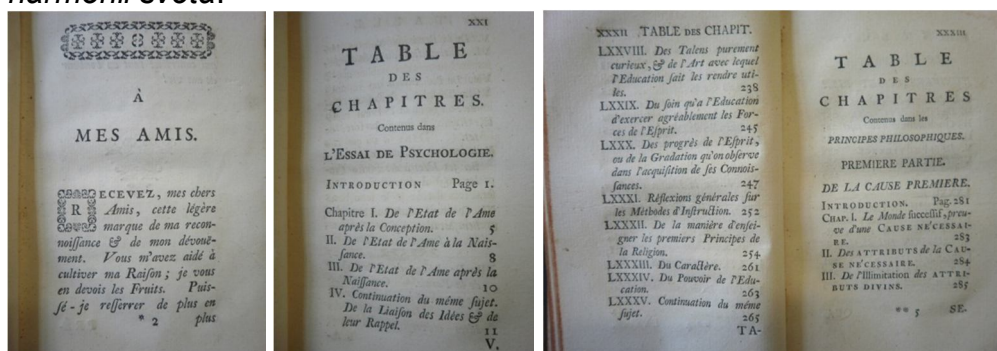 harmonii sveta.
À
MES AMIS.
RECEVEZ, mes chers
Amis, cette légère
marque de ma recon-
noissance & de mon dévoue-
ment. Vous m'avez aidé à
cultiver ma Raison; je vous
en devois les Fruits. Puis-
sé-je resserrer de plus en
* 2 plus
XXI
TABLE
DES
CHAPITRES.
Contenus dans
L'ESSAI DE PSYCHOLOGIE.
INTRODUCTION Page 1.
Chapitre I. De l'Etat de l'Ame
après la Conception. 5
II. De l'Etat de l'Ame à la Nais-
sance. 8
III. De l'Etat de l'Ame après la
Naissance. 10
IV. Continuation du même sujet.
De la Liaison des Idées & de
leur Rappel. 11
V.
XXXII TABLE DES CHAPIT.
LXXVIII. Des Talens purement
curieux, & de l'Art avec lequel
l'Education sait les rendre uti-
les. 238
LXXIX. Du soin qu'a l'Education
d'exercer agréablement les For-
ces de l'Esprit. 245
LXXX. Des progrès de l'Esprit,
ou de la Gradation qu'on observe
dans l'acquisition de ses Connois-
sances. 247
LXXXI. Réflexions générales sur
les Méthodes d'Instruction. 252
LXXXII. De la manière d'ensei-
gner les premiers Principes de
la Religion. 254
LXXXIII. Du Caractère. 261
LXXXIV. Du Pouvoir de l'Edu-
cation. 263
LXXXV. Continuation du même
sujet. 265
TA-
XXXIII
TABLE
DES
CHAPITRES
Contenus dans les
PRINCIPES PHILOSOPHIQUES.
PREMIERE PARTIE.
DE LA CAUSE PREMIERE.
INTRODUCTION. Pag. 281
CHAP. I. Le Monde successif, preu-
ve d'une CAUSE NÉCESSAI-
RE. 283
II. Des ATTRIBUTS de la CAU-
SE NÉCESSAIRE. 284
III. De l'Illimitation des ATTRI-
BUTS DIVINS. 285
** 5 SE.